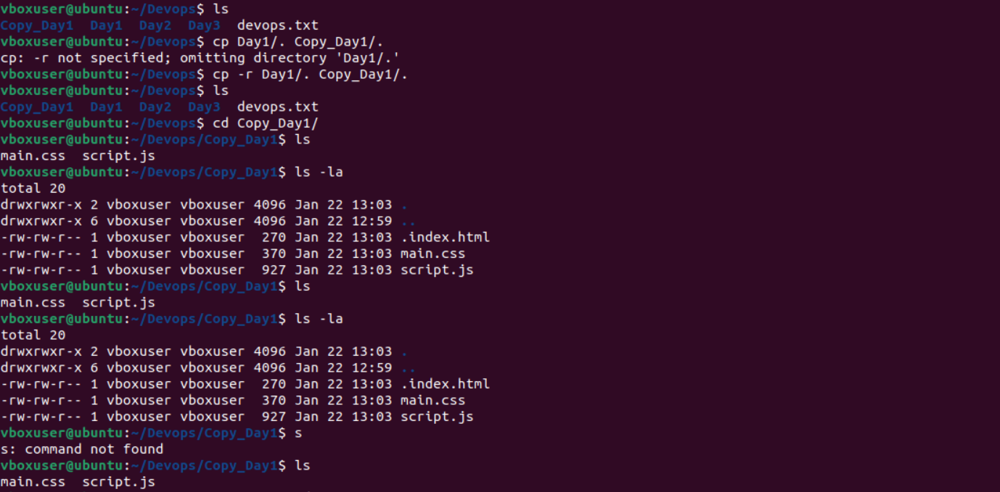 vboxuser@ubuntu:~/Devops$ ls
Copy_Day1  Day1  Day2  Day3  devops.txt
vboxuser@ubuntu:~/Devops$ cp Day1/. Copy_Day1/.
cp: -r not specified; omitting directory 'Day1/.'
vboxuser@ubuntu:~/Devops$ cp -r Day1/. Copy_Day1/.
vboxuser@ubuntu:~/Devops$ ls
Copy_Day1  Day1  Day2  Day3  devops.txt
vboxuser@ubuntu:~/Devops$ cd Copy_Day1/
vboxuser@ubuntu:~/Devops/Copy_Day1$ ls
main.css  script.js
vboxuser@ubuntu:~/Devops/Copy_Day1$ ls -la
total 20
drwxrwxr-x 2 vboxuser vboxuser 4096 Jan 22 13:03 .
drwxrwxr-x 6 vboxuser vboxuser 4096 Jan 22 12:59 ..
-rw-rw-r-- 1 vboxuser vboxuser  270 Jan 22 13:03 .index.html
-rw-rw-r-- 1 vboxuser vboxuser  370 Jan 22 13:03 main.css
-rw-rw-r-- 1 vboxuser vboxuser  927 Jan 22 13:03 script.js
vboxuser@ubuntu:~/Devops/Copy_Day1$ ls
main.css  script.js
vboxuser@ubuntu:~/Devops/Copy_Day1$ ls -la
total 20
drwxrwxr-x 2 vboxuser vboxuser 4096 Jan 22 13:03 .
drwxrwxr-x 6 vboxuser vboxuser 4096 Jan 22 12:59 ..
-rw-rw-r-- 1 vboxuser vboxuser  270 Jan 22 13:03 .index.html
-rw-rw-r-- 1 vboxuser vboxuser  370 Jan 22 13:03 main.css
-rw-rw-r-- 1 vboxuser vboxuser  927 Jan 22 13:03 script.js
vboxuser@ubuntu:~/Devops/Copy_Day1$ s
s: command not found
vboxuser@ubuntu:~/Devops/Copy_Day1$ ls
main.css  script.js